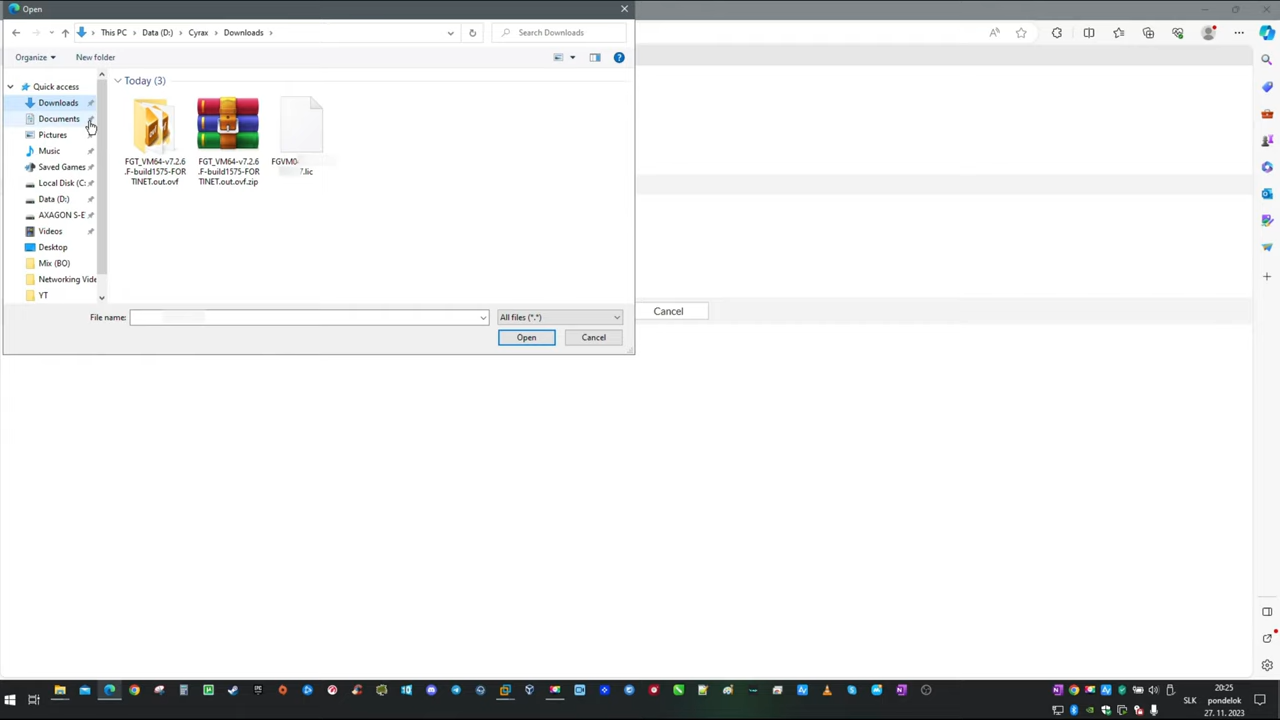 Open
This PC > Data (D:) > Cyrax > Downloads >
Search Downloads
Organize
New folder
Quick access
Downloads
Documents
Pictures
Music
Saved Games
Local Disk (C:
Data (D:)
AXAGON S-E
Videos
Desktop
Mix (BO)
Networking Vide
YT
Today (3)
FGT_VM64-v7.2.6
.F-build1575-FOR
TINET.out.ovf
FGT_VM64-v7.2.6
.F-build1575-FOR
TINET.out.ovf.zip
FGVM0
7.lic
File name:
All files (*.*)
Open
Cancel
Cancel
20:25
SLK
pondelok
27. 11. 2023